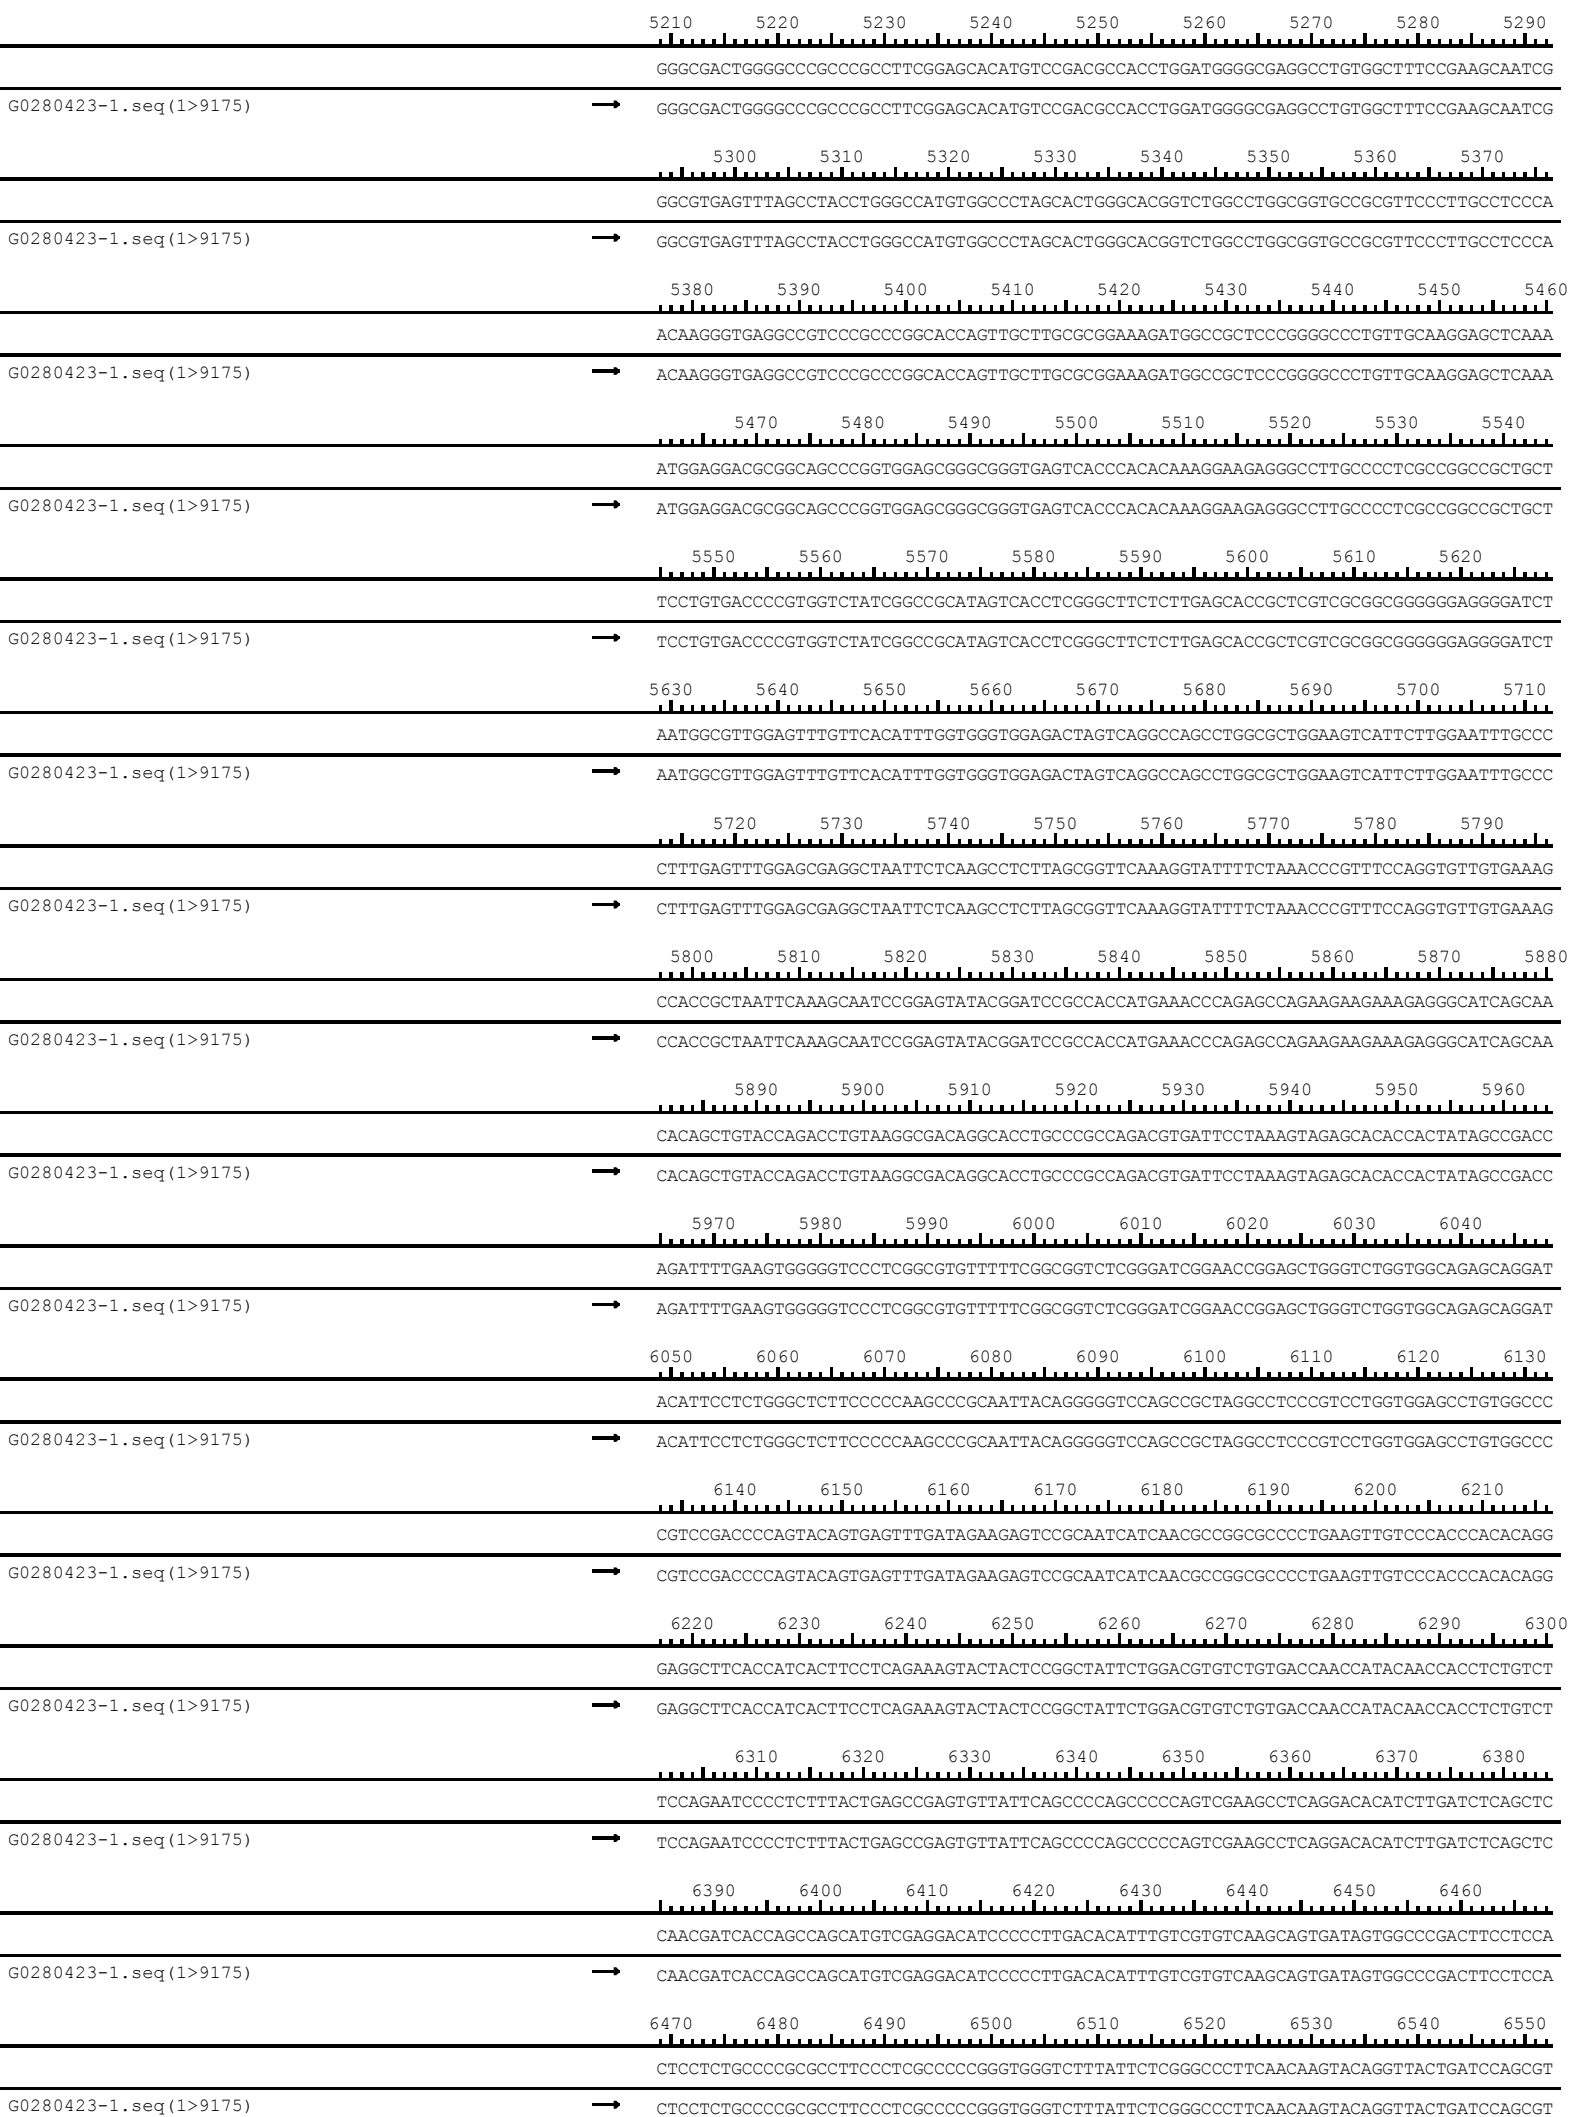 5210 5220 5230 5240 5250 5260 5270 5280 5290
GGGCGACTGGGGCCCGCCCGCCTTCGGAGCACATGTCCGACGCCACCTGGATGGGGCGAGGCCTGTGGCTTTCCGAAGCAATCG
G0280423-1.seq(1>9175) → GGGCGACTGGGGCCCGCCCGCCTTCGGAGCACATGTCCGACGCCACCTGGATGGGGCGAGGCCTGTGGCTTTCCGAAGCAATCG
5300 5310 5320 5330 5340 5350 5360 5370
GGCGTGAGTTTAGCCTACCTGGGCCATGTGGCCCTAGCACTGGGCACGGTCTGGCCTGGCGGTGCCGCGTTCCCTTGCCTCCCA
G0280423-1.seq(1>9175) → GGCGTGAGTTTAGCCTACCTGGGCCATGTGGCCCTAGCACTGGGCACGGTCTGGCCTGGCGGTGCCGCGTTCCCTTGCCTCCCA
5380 5390 5400 5410 5420 5430 5440 5450 5460
ACAAGGGTGAGGCCGTCCCGCCCGGCACCAGTTGCTTGCGCGGAAAGATGGCCGCTCCCGGGGCCCTGTTGCAAGGAGCTCAAA
G0280423-1.seq(1>9175) → ACAAGGGTGAGGCCGTCCCGCCCGGCACCAGTTGCTTGCGCGGAAAGATGGCCGCTCCCGGGGCCCTGTTGCAAGGAGCTCAAA
5470 5480 5490 5500 5510 5520 5530 5540
ATGGAGGACGCGGCAGCCCGGTGGAGCGGGCGGGTGAGTCACCCACACAAAGGAAGAGGGCCTTGCCCCTCGCCGGCCGCTGCT
G0280423-1.seq(1>9175) → ATGGAGGACGCGGCAGCCCGGTGGAGCGGGCGGGTGAGTCACCCACACAAAGGAAGAGGGCCTTGCCCCTCGCCGGCCGCTGCT
5550 5560 5570 5580 5590 5600 5610 5620
TCCTGTGACCCCGTGGTCTATCGGCCGCATAGTCACCTCGGGCTTCTCTTGAGCACCGCTCGTCGCGGCGGGGGGAGGGGATCT
G0280423-1.seq(1>9175) → TCCTGTGACCCCGTGGTCTATCGGCCGCATAGTCACCTCGGGCTTCTCTTGAGCACCGCTCGTCGCGGCGGGGGGAGGGGATCT
5630 5640 5650 5660 5670 5680 5690 5700 5710
AATGGCGTTGGAGTTTGTTCACATTTGGTGGGTGGAGACTAGTCAGGCCAGCCTGGCGCTGGAAGTCATTCTTGGAATTTGCCC
G0280423-1.seq(1>9175) → AATGGCGTTGGAGTTTGTTCACATTTGGTGGGTGGAGACTAGTCAGGCCAGCCTGGCGCTGGAAGTCATTCTTGGAATTTGCCC
5720 5730 5740 5750 5760 5770 5780 5790
CTTTGAGTTTGGAGCGAGGCTAATTCTCAAGCCTCTTAGCGGTTCAAAGGTATTTTCTAAACCCGTTTCCAGGTGTTGTGAAAG
G0280423-1.seq(1>9175) → CTTTGAGTTTGGAGCGAGGCTAATTCTCAAGCCTCTTAGCGGTTCAAAGGTATTTTCTAAACCCGTTTCCAGGTGTTGTGAAAG
5800 5810 5820 5830 5840 5850 5860 5870 5880
CCACCGCTAATTCAAAGCAATCCGGAGTATACGGATCCGCCACCATGAAACCCAGAGCCAGAAGAAGAAAGAGGGCATCAGCAA
G0280423-1.seq(1>9175) → CCACCGCTAATTCAAAGCAATCCGGAGTATACGGATCCGCCACCATGAAACCCAGAGCCAGAAGAAGAAAGAGGGCATCAGCAA
5890 5900 5910 5920 5930 5940 5950 5960
CACAGCTGTACCAGACCTGTAAGGCGACAGGCACCTGCCCGCCAGACGTGATTCCTAAAGTAGAGCACACCACTATAGCCGACC
G0280423-1.seq(1>9175) → CACAGCTGTACCAGACCTGTAAGGCGACAGGCACCTGCCCGCCAGACGTGATTCCTAAAGTAGAGCACACCACTATAGCCGACC
5970 5980 5990 6000 6010 6020 6030 6040
AGATTTTGAAGTGGGGGTCCCTCGGCGTGTTTTTCGGCGGTCTCGGGATCGGAACCGGAGCTGGGTCTGGTGGCAGAGCAGGAT
G0280423-1.seq(1>9175) → AGATTTTGAAGTGGGGGTCCCTCGGCGTGTTTTTCGGCGGTCTCGGGATCGGAACCGGAGCTGGGTCTGGTGGCAGAGCAGGAT
6050 6060 6070 6080 6090 6100 6110 6120 6130
ACATTCCTCTGGGCTCTTCCCCCAAGCCCGCAATTACAGGGGGTCCAGCCGCTAGGCCTCCCGTCCTGGTGGAGCCTGTGGCCC
G0280423-1.seq(1>9175) → ACATTCCTCTGGGCTCTTCCCCCAAGCCCGCAATTACAGGGGGTCCAGCCGCTAGGCCTCCCGTCCTGGTGGAGCCTGTGGCCC
6140 6150 6160 6170 6180 6190 6200 6210
CGTCCGACCCCAGTACAGTGAGTTTGATAGAAGAGTCCGCAATCATCAACGCCGGCGCCCCTGAAGTTGTCCCACCCACACAGG
G0280423-1.seq(1>9175) → CGTCCGACCCCAGTACAGTGAGTTTGATAGAAGAGTCCGCAATCATCAACGCCGGCGCCCCTGAAGTTGTCCCACCCACACAGG
6220 6230 6240 6250 6260 6270 6280 6290 6300
GAGGCTTCACCATCACTTCCTCAGAAAGTACTACTCCGGCTATTCTGGACGTGTCTGTGACCAACCATACAACCACCTCTGTCT
G0280423-1.seq(1>9175) → GAGGCTTCACCATCACTTCCTCAGAAAGTACTACTCCGGCTATTCTGGACGTGTCTGTGACCAACCATACAACCACCTCTGTCT
6310 6320 6330 6340 6350 6360 6370 6380
TCCAGAATCCCCTCTTTACTGAGCCGAGTGTTATTCAGCCCCAGCCCCCAGTCGAAGCCTCAGGACACATCTTGATCTCAGCTC
G0280423-1.seq(1>9175) → TCCAGAATCCCCTCTTTACTGAGCCGAGTGTTATTCAGCCCCAGCCCCCAGTCGAAGCCTCAGGACACATCTTGATCTCAGCTC
6390 6400 6410 6420 6430 6440 6450 6460
CAACGATCACCAGCCAGCATGTCGAGGACATCCCCCTTGACACATTTGTCGTGTCAAGCAGTGATAGTGGCCCGACTTCCTCCA
G0280423-1.seq(1>9175) → CAACGATCACCAGCCAGCATGTCGAGGACATCCCCCTTGACACATTTGTCGTGTCAAGCAGTGATAGTGGCCCGACTTCCTCCA
6470 6480 6490 6500 6510 6520 6530 6540 6550
CTCCTCTGCCCCGCGCCTTCCCTCGCCCCCGGGTGGGTCTTTATTCTCGGGCCCTTCAACAAGTACAGGTTACTGATCCAGCGT
G0280423-1.seq(1>9175) → CTCCTCTGCCCCGCGCCTTCCCTCGCCCCCGGGTGGGTCTTTATTCTCGGGCCCTTCAACAAGTACAGGTTACTGATCCAGCGT